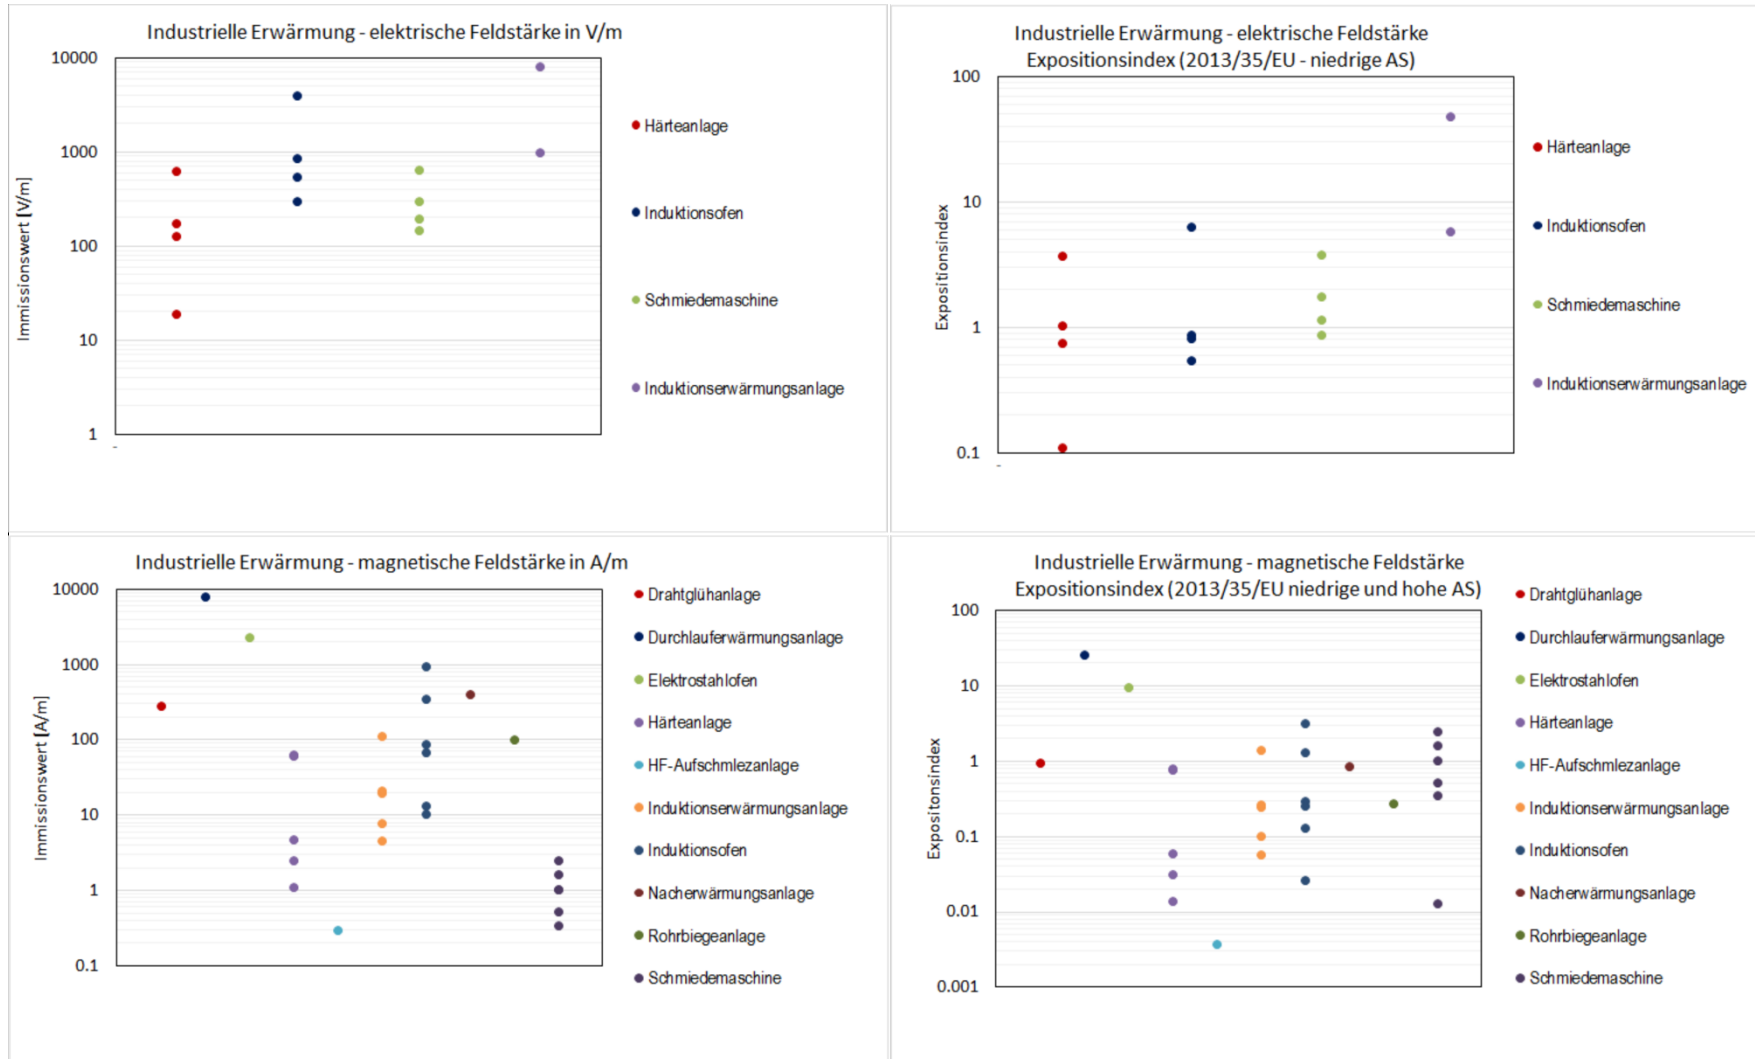 Industrielle Erwärmung - elektrische Feldstärke in V/m
10000
1000
100
10
1
-
Immissionswert [V/m]
Härteanlage
Induktionsofen
Schmiedemaschine
Induktionserwärmungsanlage
Industrielle Erwärmung - elektrische Feldstärke
Expositionsindex (2013/35/EU - niedrige AS)
100
10
1
0.1
-
Expositionsindex
Härteanlage
Induktionsofen
Schmiedemaschine
Induktionserwärmungsanlage
Industrielle Erwärmung - magnetische Feldstärke in A/m
10000
1000
100
10
1
0.1
Immissionswert [A/m]
Drahtglühanlage
Durchlauferwärmungsanlage
Elektrostahlofen
Härteanlage
HF-Aufschmlezanlage
Induktionserwärmungsanlage
Induktionsofen
Nacherwärmungsanlage
Rohrbiegeanlage
Schmiedemaschine
Industrielle Erwärmung - magnetische Feldstärke
Expositionsindex (2013/35/EU niedrige und hohe AS)
100
10
1
0.1
0.01
0.001
Expositonsindex
Drahtglühanlage
Durchlauferwärmungsanlage
Elektrostahlofen
Härteanlage
HF-Aufschmlezanlage
Induktionserwärmungsanlage
Induktionsofen
Nacherwärmungsanlage
Rohrbiegeanlage
Schmiedemaschine